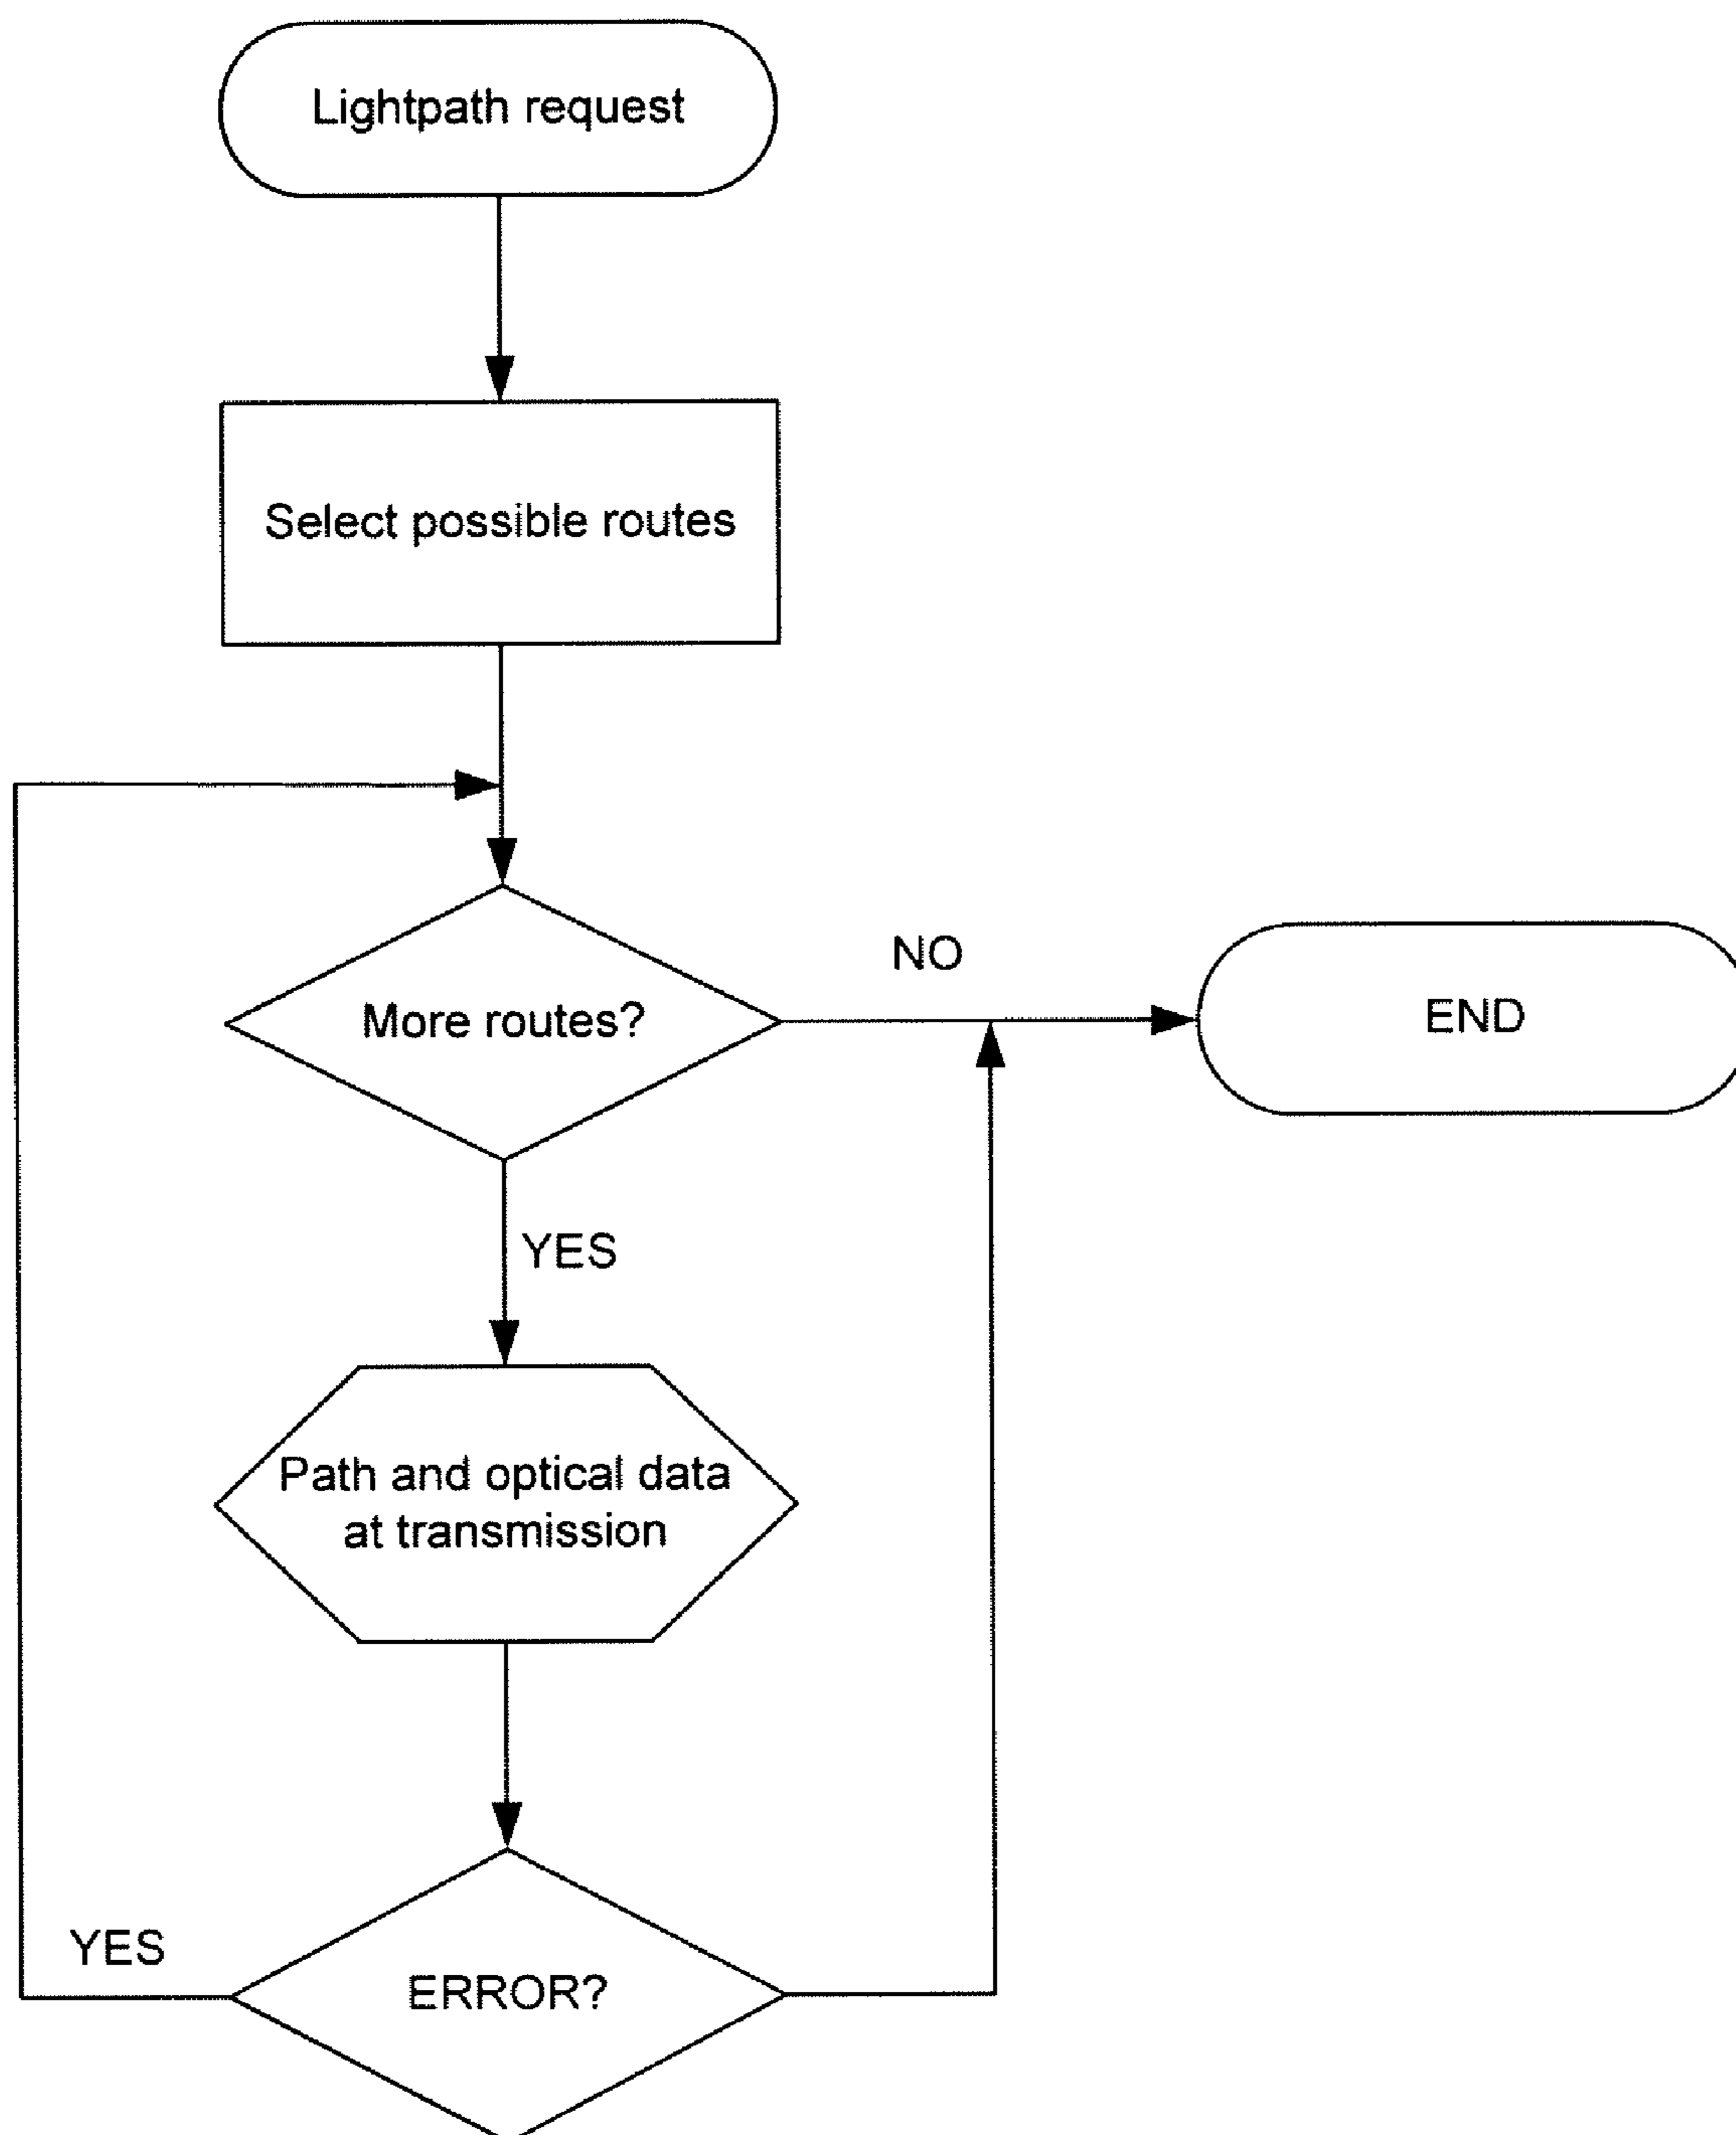 Lightpath request
Select possible routes
More routes?
NO
END
YES
Path and optical data
at transmission
YES
ERROR?